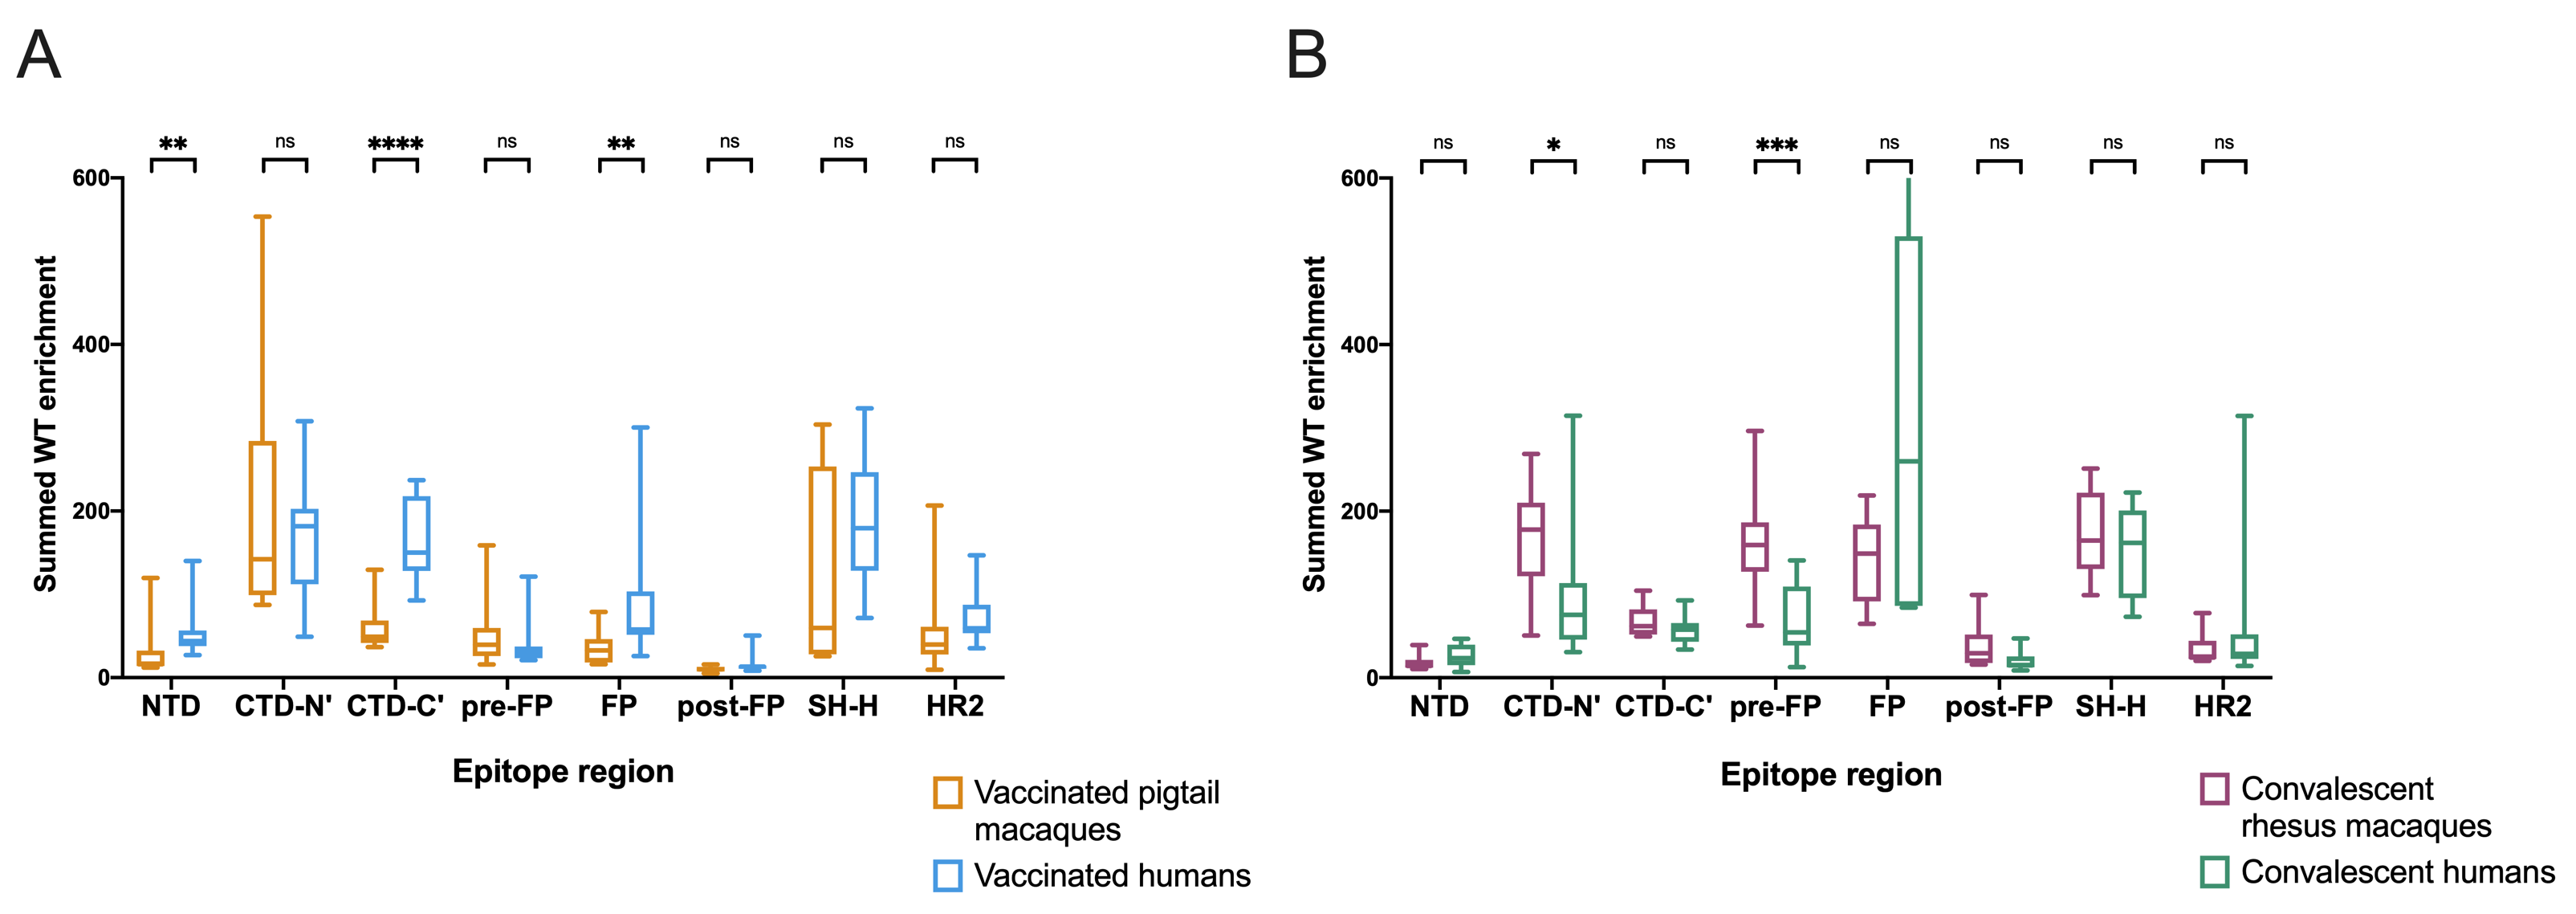 A
** ns **** ns ** ns ns ns
600
400
200
0
Summed WT enrichment
NTD CTD-N' CTD-C' pre-FP FP post-FP SH-H HR2
Epitope region
Vaccinated pigtail
macaques
Vaccinated humans
B
ns * ns *** ns ns ns ns
600
400
200
0
Summed WT enrichment
NTD CTD-N' CTD-C' pre-FP FP post-FP SH-H HR2
Epitope region
Convalescent
rhesus macaques
Convalescent humans